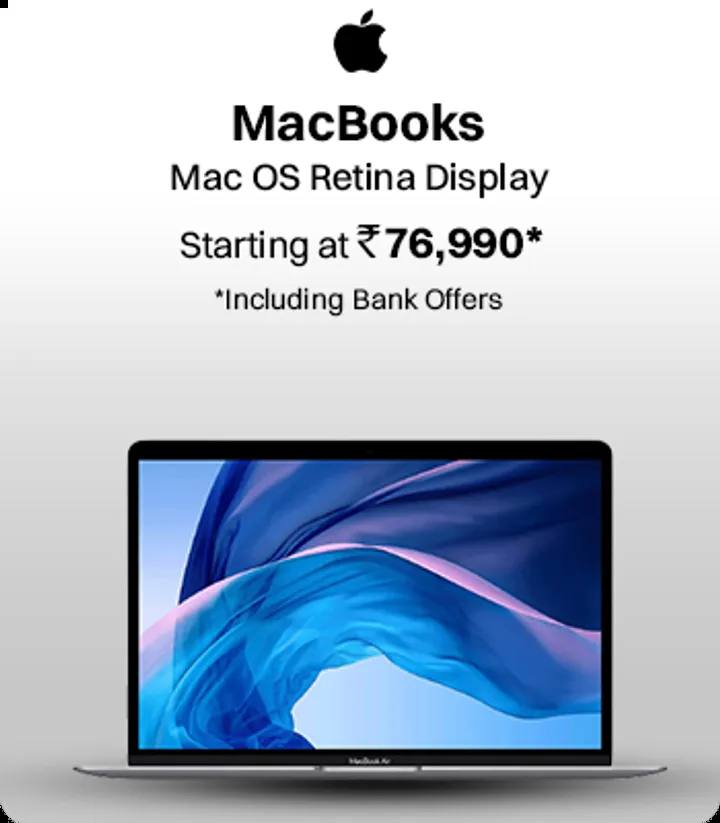 MacBooks
Mac OS Retina Display
Starting at ₹76,990*
*Including Bank Offers
MacBook Air